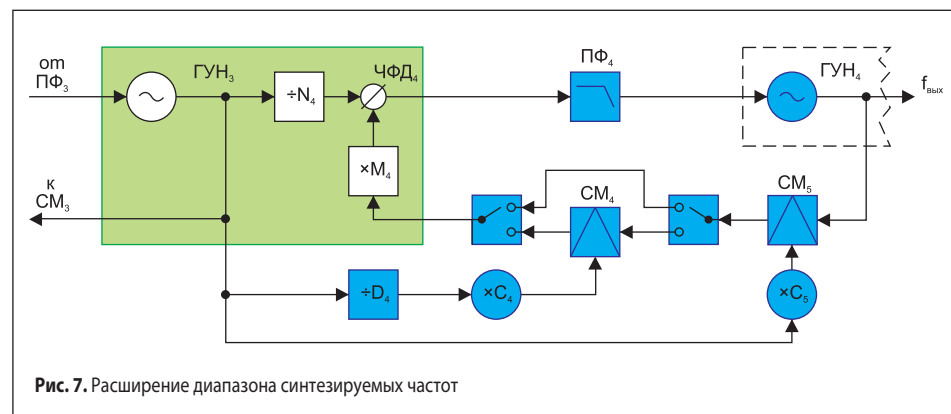 от
ПФ₃
ГУН₃
÷N₄
ЧФД₄
ПФ₄
ГУН₄
fвых
×M₄
к
СМ₃
СМ₄
СМ₅
÷D₄
×C₄
×C₅
Рис. 7. Расширение диапазона синтезируемых частот